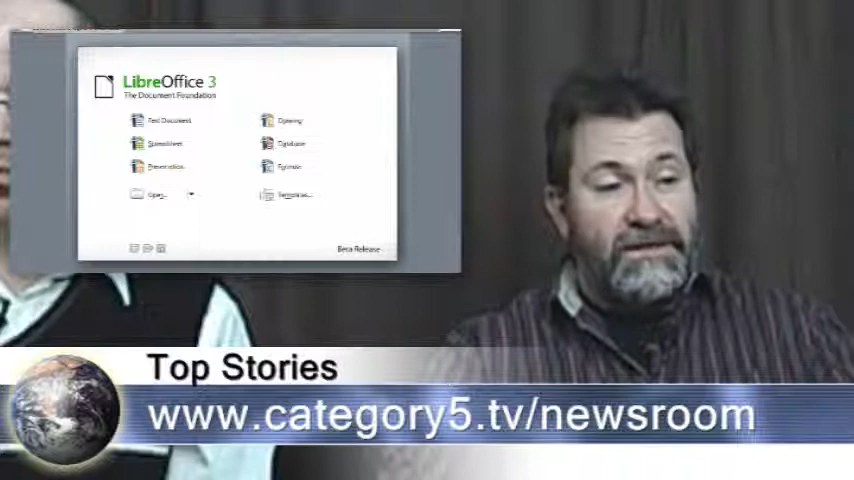 LibreOffice 3
The Document Foundation
Text Document
Drawing
Spreadsheet
Database
Presentation
Formula
Open...
Templates...
Beta Release
Top Stories
www.category5.tv/newsroom